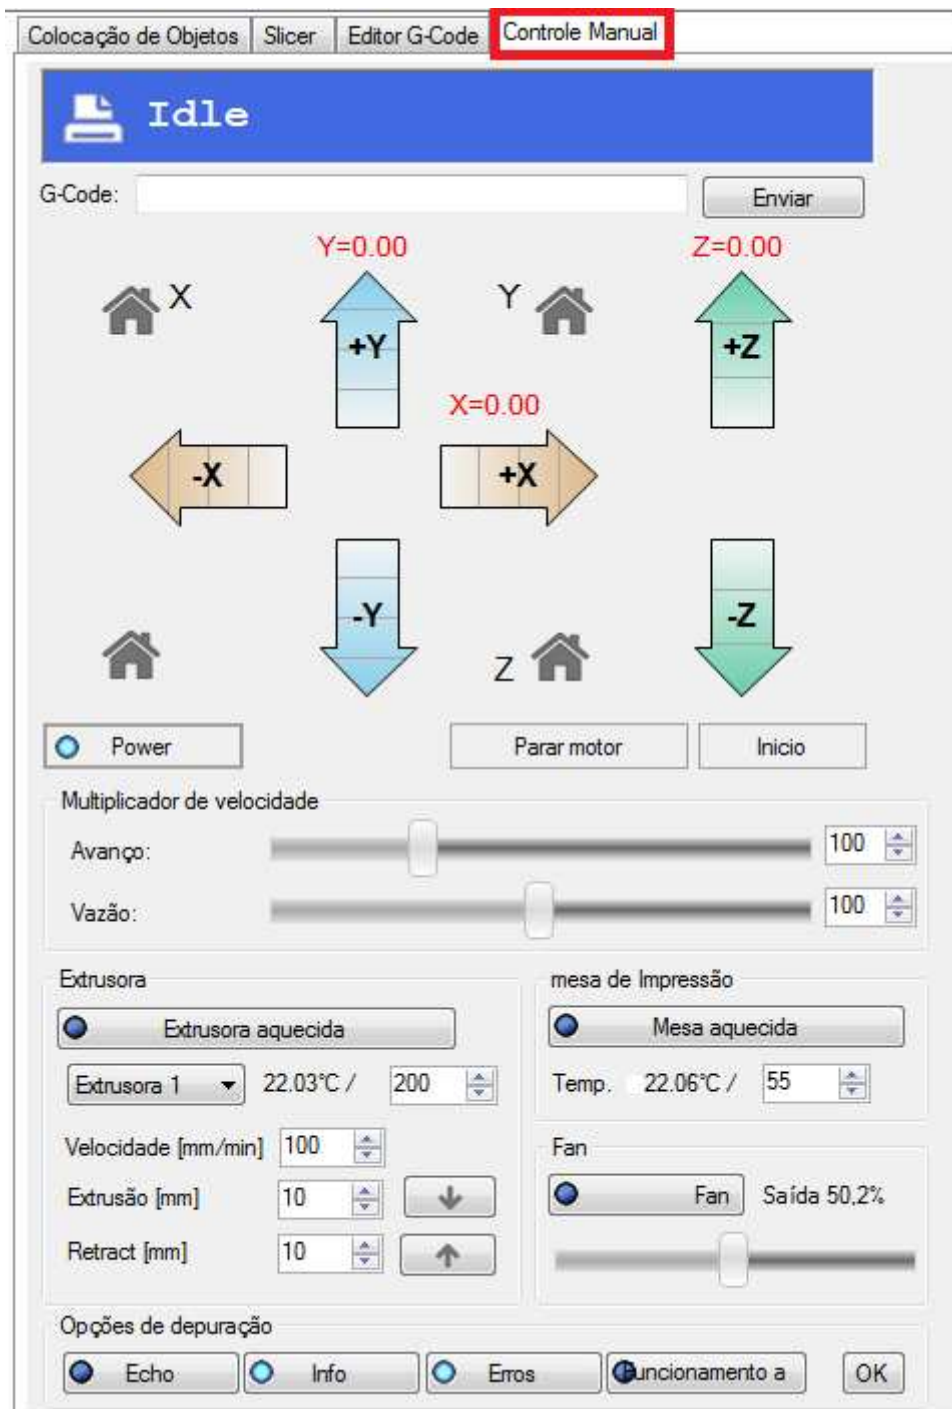 Colocação de Objetos Slicer Editor G-Code Controle Manual
Idle
G-Code: Enviar
Y=0.00 Z=0.00
X Y
+Y +Z
X=0.00
-X +X
-Y -Z
Z
Power Parar motor Inicio
Multiplicador de velocidade
Avanço: 100
Vazão: 100
Extrusora
Extrusora aquecida
Extrusora 1 22.03°C / 200
Velocidade [mm/min] 100
Extrusão [mm] 10
Retract [mm] 10
mesa de Impressão
Mesa aquecida
Temp. 22.06°C / 55
Fan
Fan Saída 50,2%
Opções de depuração
Echo Info Erros Funcionamento a OK